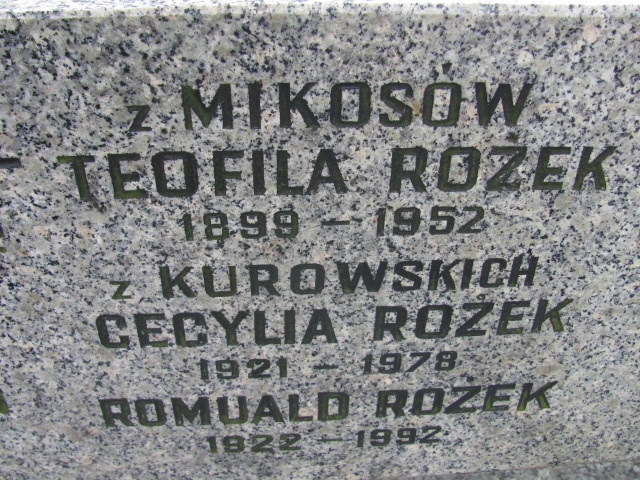 z MIKOSÓW
TEOFILA ROŻEK
1899 - 1952
z KUROWSKICH
CECYLIA ROŻEK
1921 - 1978
ROMUALD ROŻEK
1922 - 1992